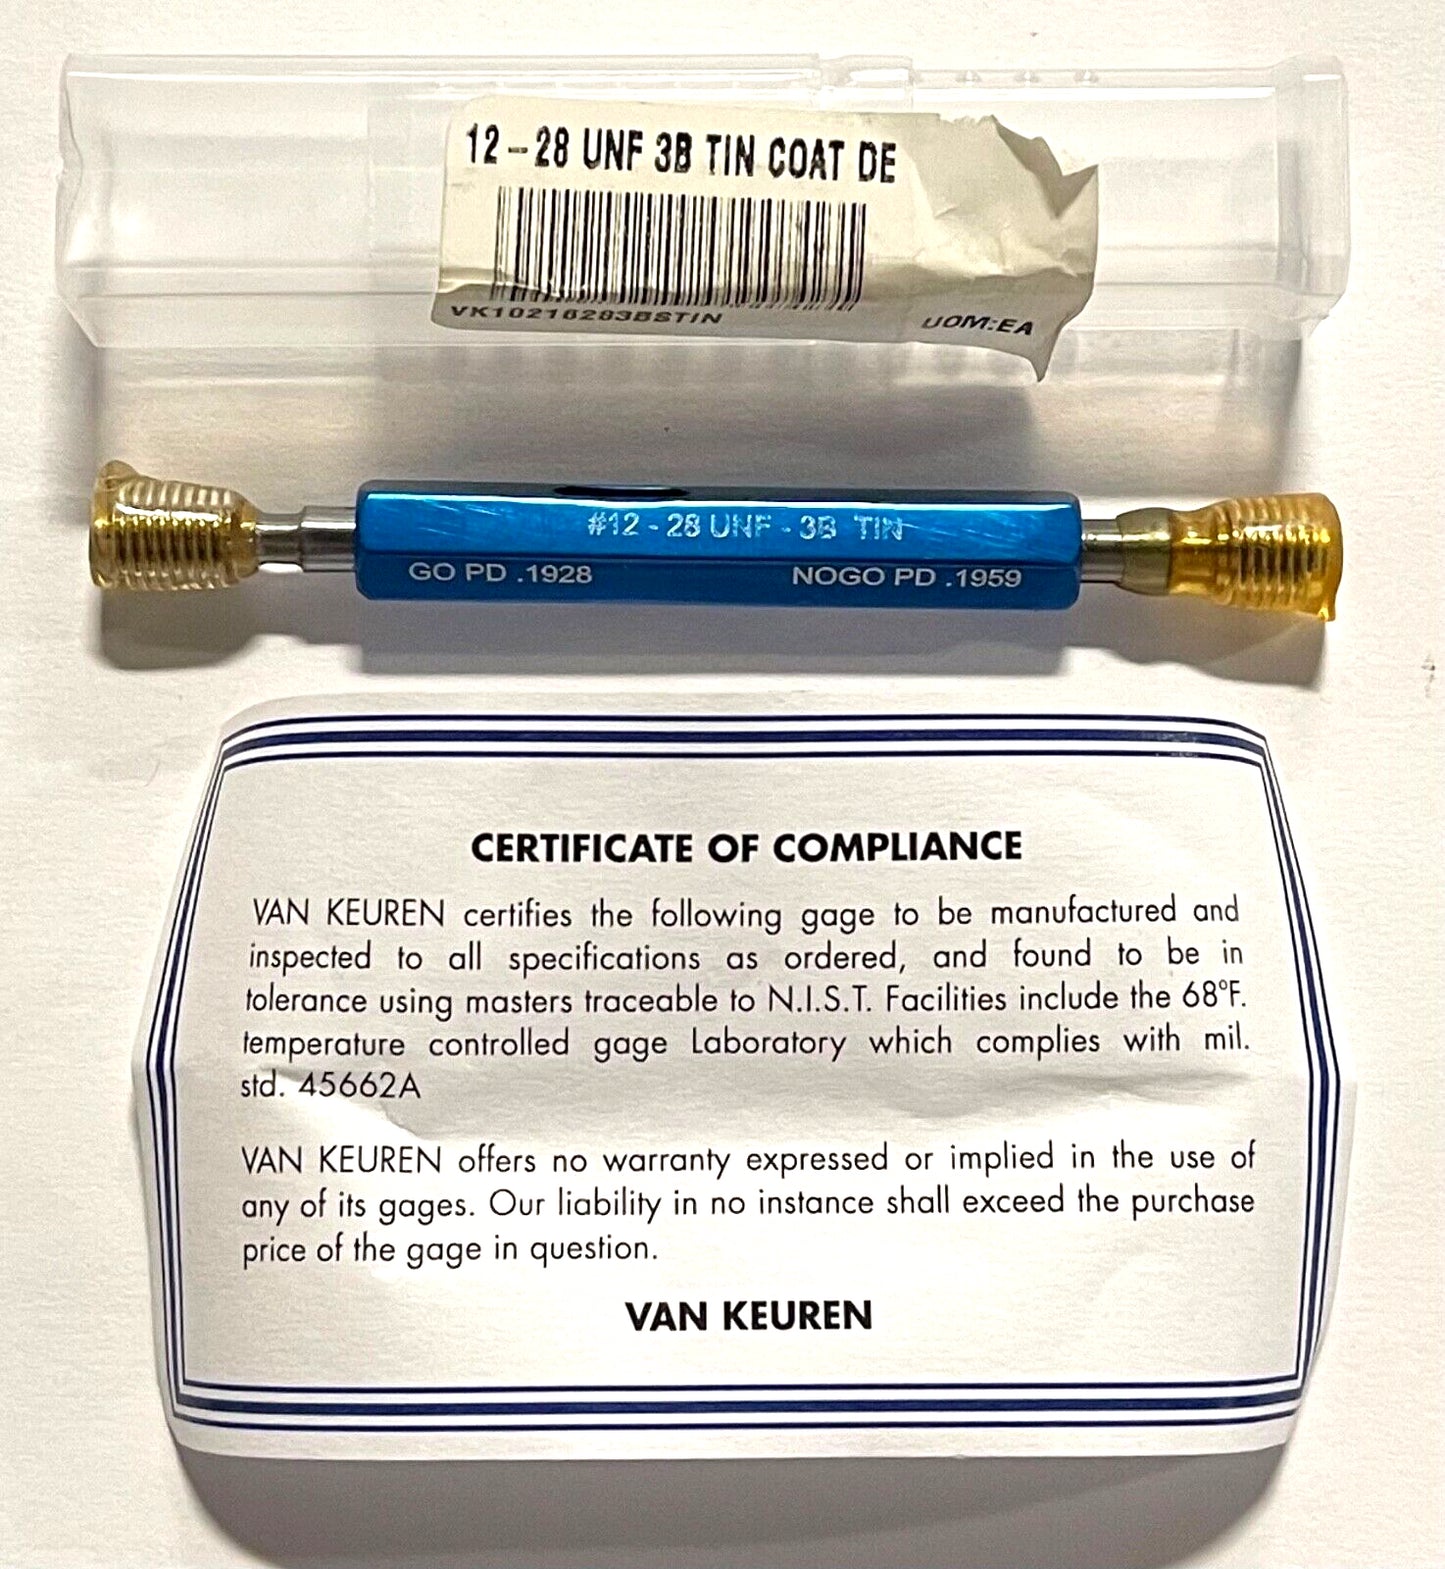 12-28 UNF 3B TIN COAT DE
VK10216283BSTIN
UOM:EA
#12 - 28 UNF - 3B TIN
GO PD .1928
NOGO PD .1959
CERTIFICATE OF COMPLIANCE
VAN KEUREN certifies the following gage to be manufactured and
inspected to all specifications as ordered, and found to be in
tolerance using masters traceable to N.I.S.T. Facilities include the 68°F.
temperature controlled gage Laboratory which complies with mil.
std. 45662A
VAN KEUREN offers no warranty expressed or implied in the use of
any of its gages. Our liability in no instance shall exceed the purchase
price of the gage in question.
VAN KEUREN